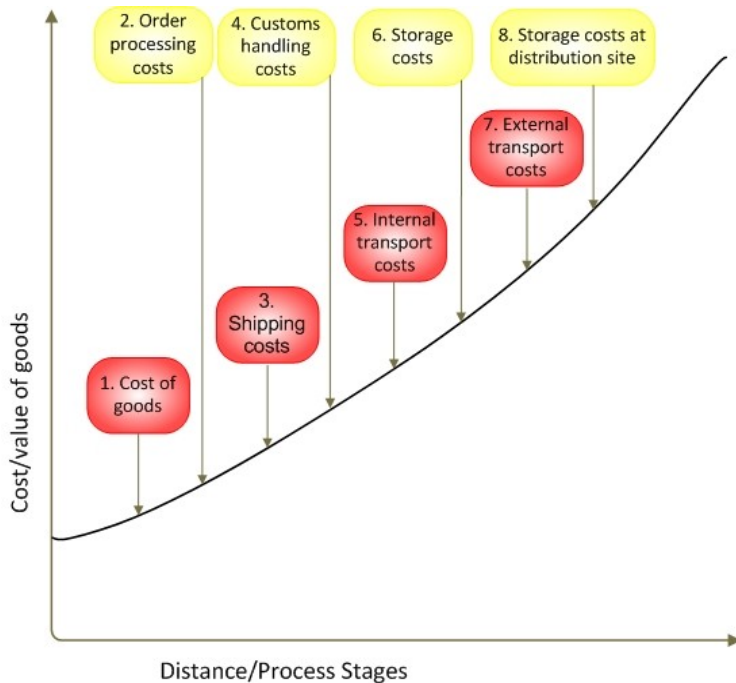 2. Order
processing
costs
4. Customs
handling
costs
6. Storage
costs
8. Storage costs at
distribution site
7. External
transport
costs
5. Internal
transport
costs
3.
Shipping
costs
1. Cost of
goods
Cost/value of goods
Distance/Process Stages